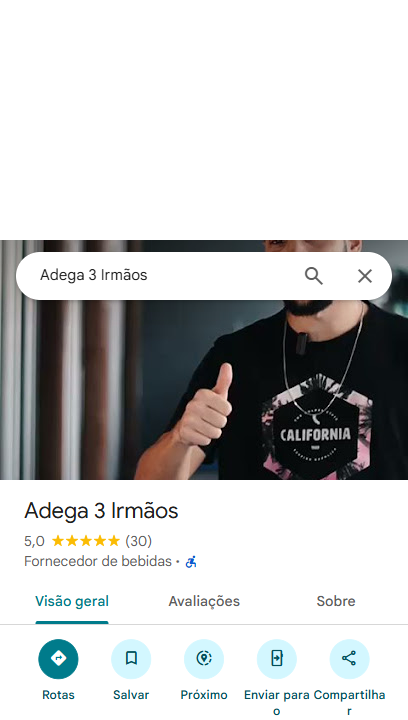 Adega 3 Irmãos
CALIFORNIA
Adega 3 Irmãos
5,0 (30)
Fornecedor de bebidas ·
Visão geral Avaliações Sobre
Rotas Salvar Próximo Enviar para o Compartilhar